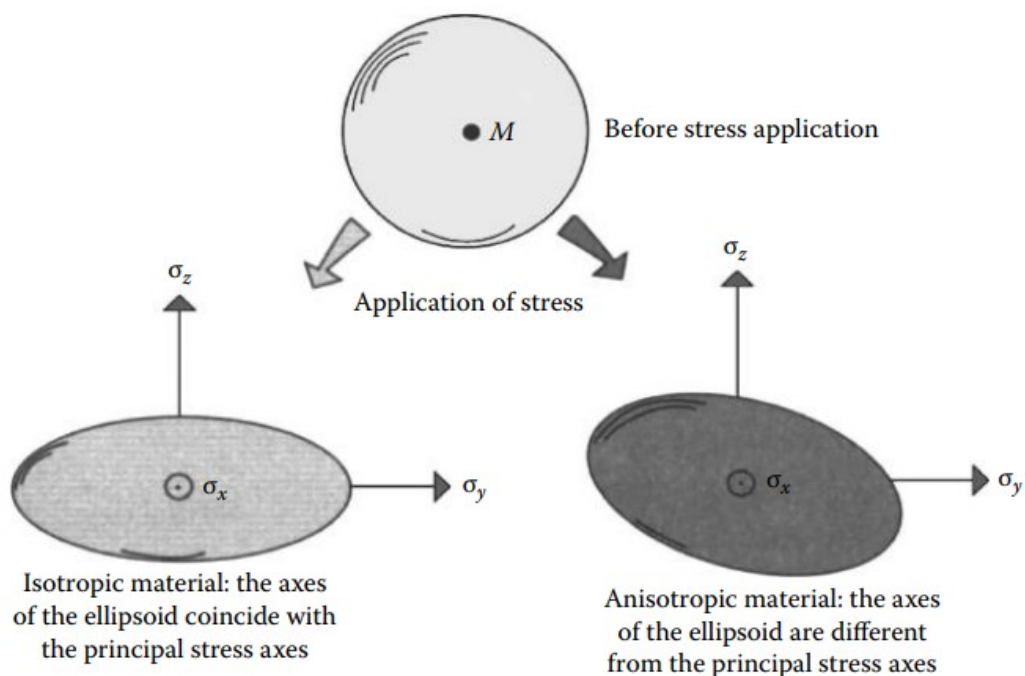 M
Before stress application
Application of stress
σz
σz
σx
σy
σx
σy
Isotropic material: the axes
of the ellipsoid coincide with
the principal stress axes
Anisotropic material: the axes
of the ellipsoid are different
from the principal stress axes